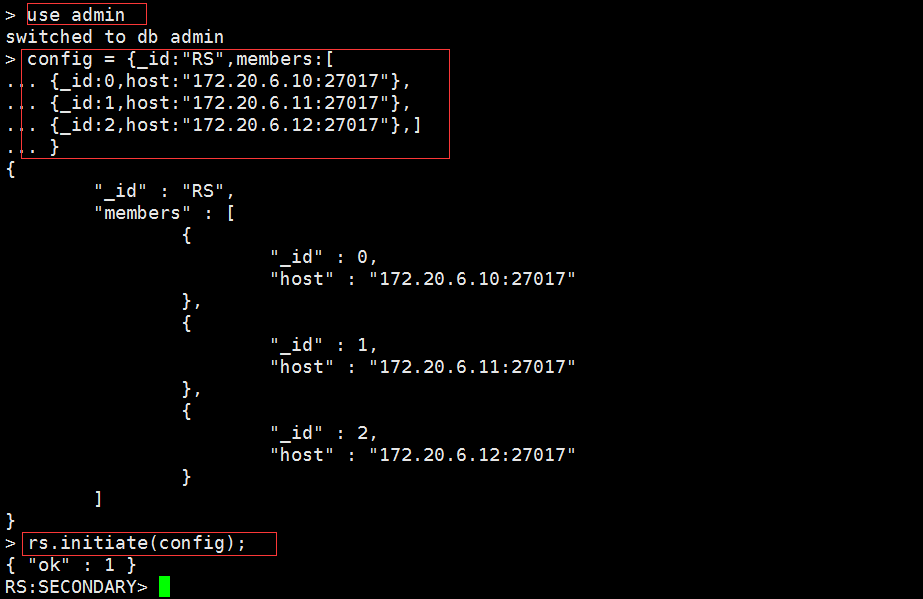 > use admin
switched to db admin
> config = {_id:"RS",members:[
... {_id:0,host:"172.20.6.10:27017"},
... {_id:1,host:"172.20.6.11:27017"},
... {_id:2,host:"172.20.6.12:27017"},]
... }
{
        "_id" : "RS",
        "members" : [
                {
                        "_id" : 0,
                        "host" : "172.20.6.10:27017"
                },
                {
                        "_id" : 1,
                        "host" : "172.20.6.11:27017"
                },
                {
                        "_id" : 2,
                        "host" : "172.20.6.12:27017"
                }
        ]
}
> rs.initiate(config);
{ "ok" : 1 }
RS:SECONDARY>